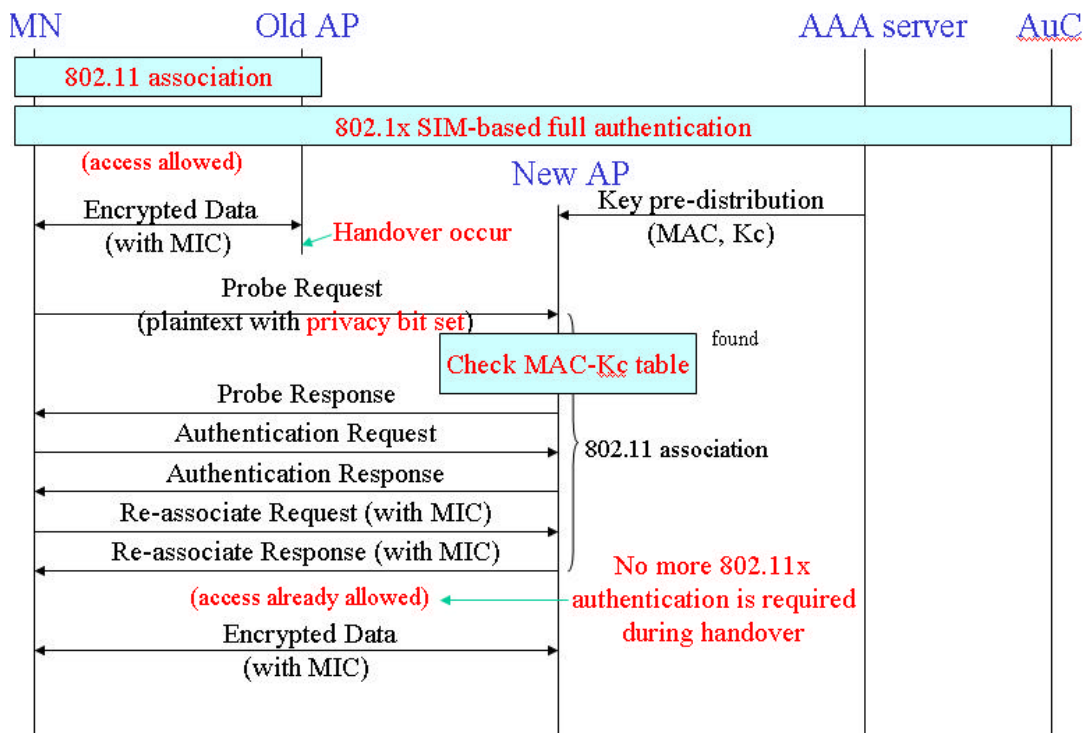 MN
Old AP
AAA server
AuC
802.11 association
802.1x SIM-based full authentication
(access allowed)
New AP
Encrypted Data
(with MIC)
Key pre-distribution
(MAC, Kc)
Handover occur
Probe Request
(plaintext with privacy bit set)
found
Check MAC-Kc table
Probe Response
Authentication Request
802.11 association
Authentication Response
Re-associate Request (with MIC)
Re-associate Response (with MIC)
(access already allowed)
No more 802.11x
authentication is required
during handover
Encrypted Data
(with MIC)